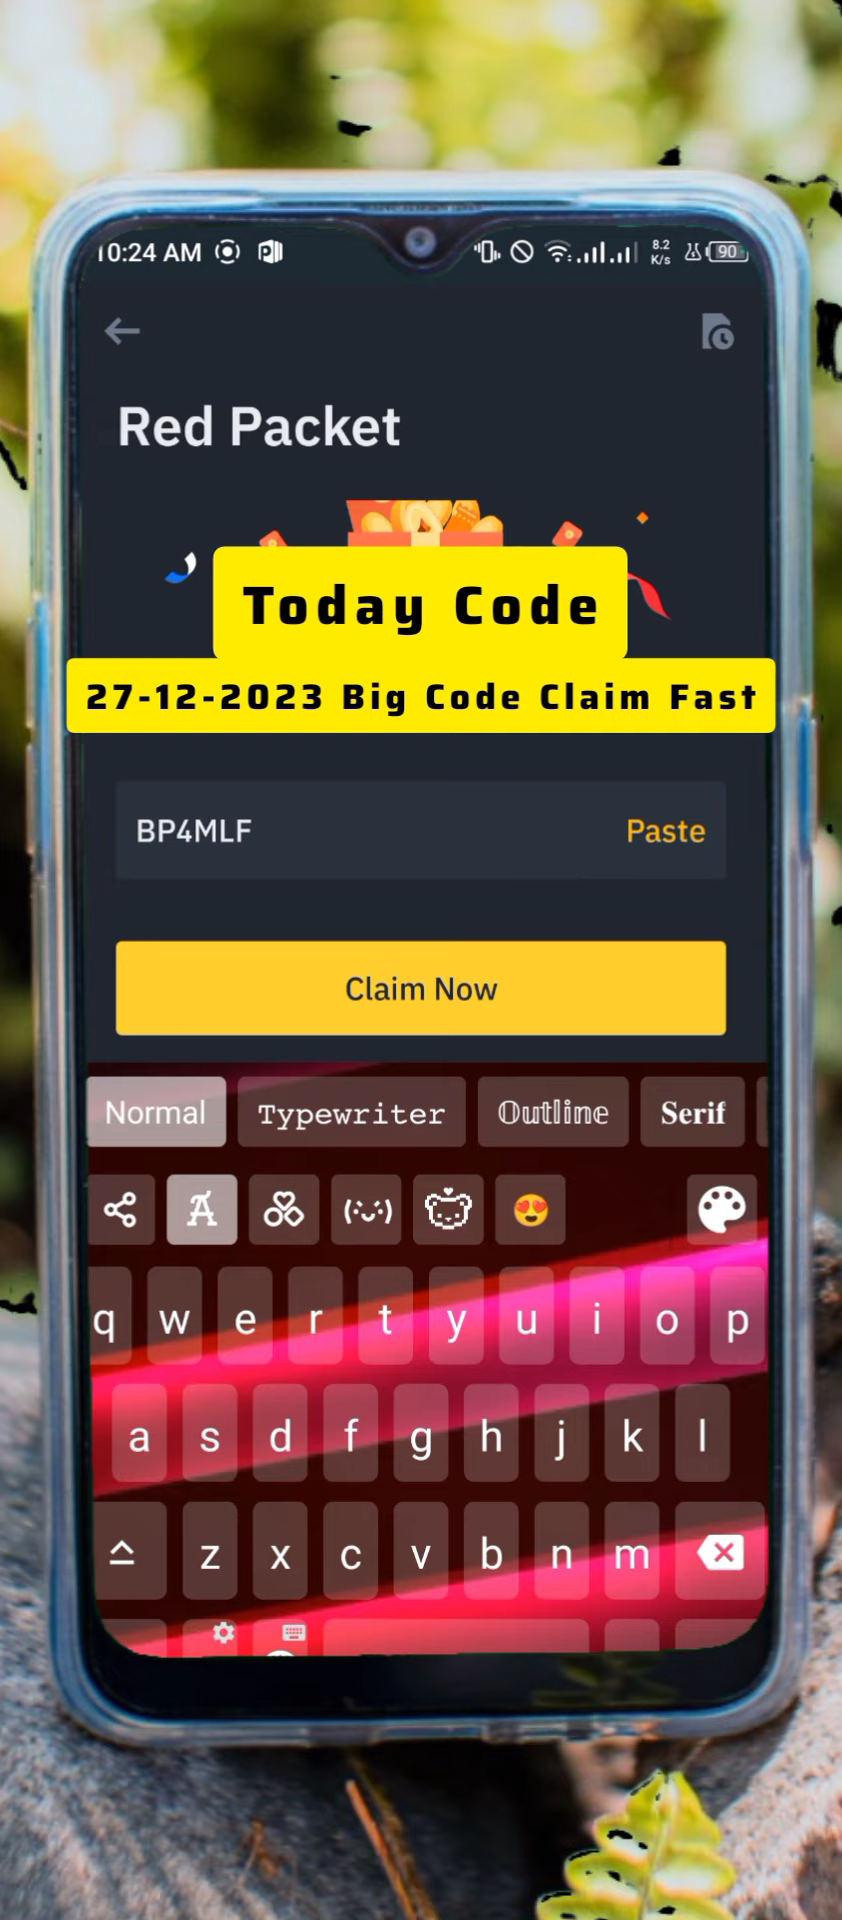 10:24 AM
8.2
K/s
90
Red Packet
Today Code
27-12-2023 Big Code Claim Fast
BP4MLF Paste
Claim Now
Normal Typewriter Outline Serif
q w e r t y u i o p
a s d f g h j k l
z x c v b n m